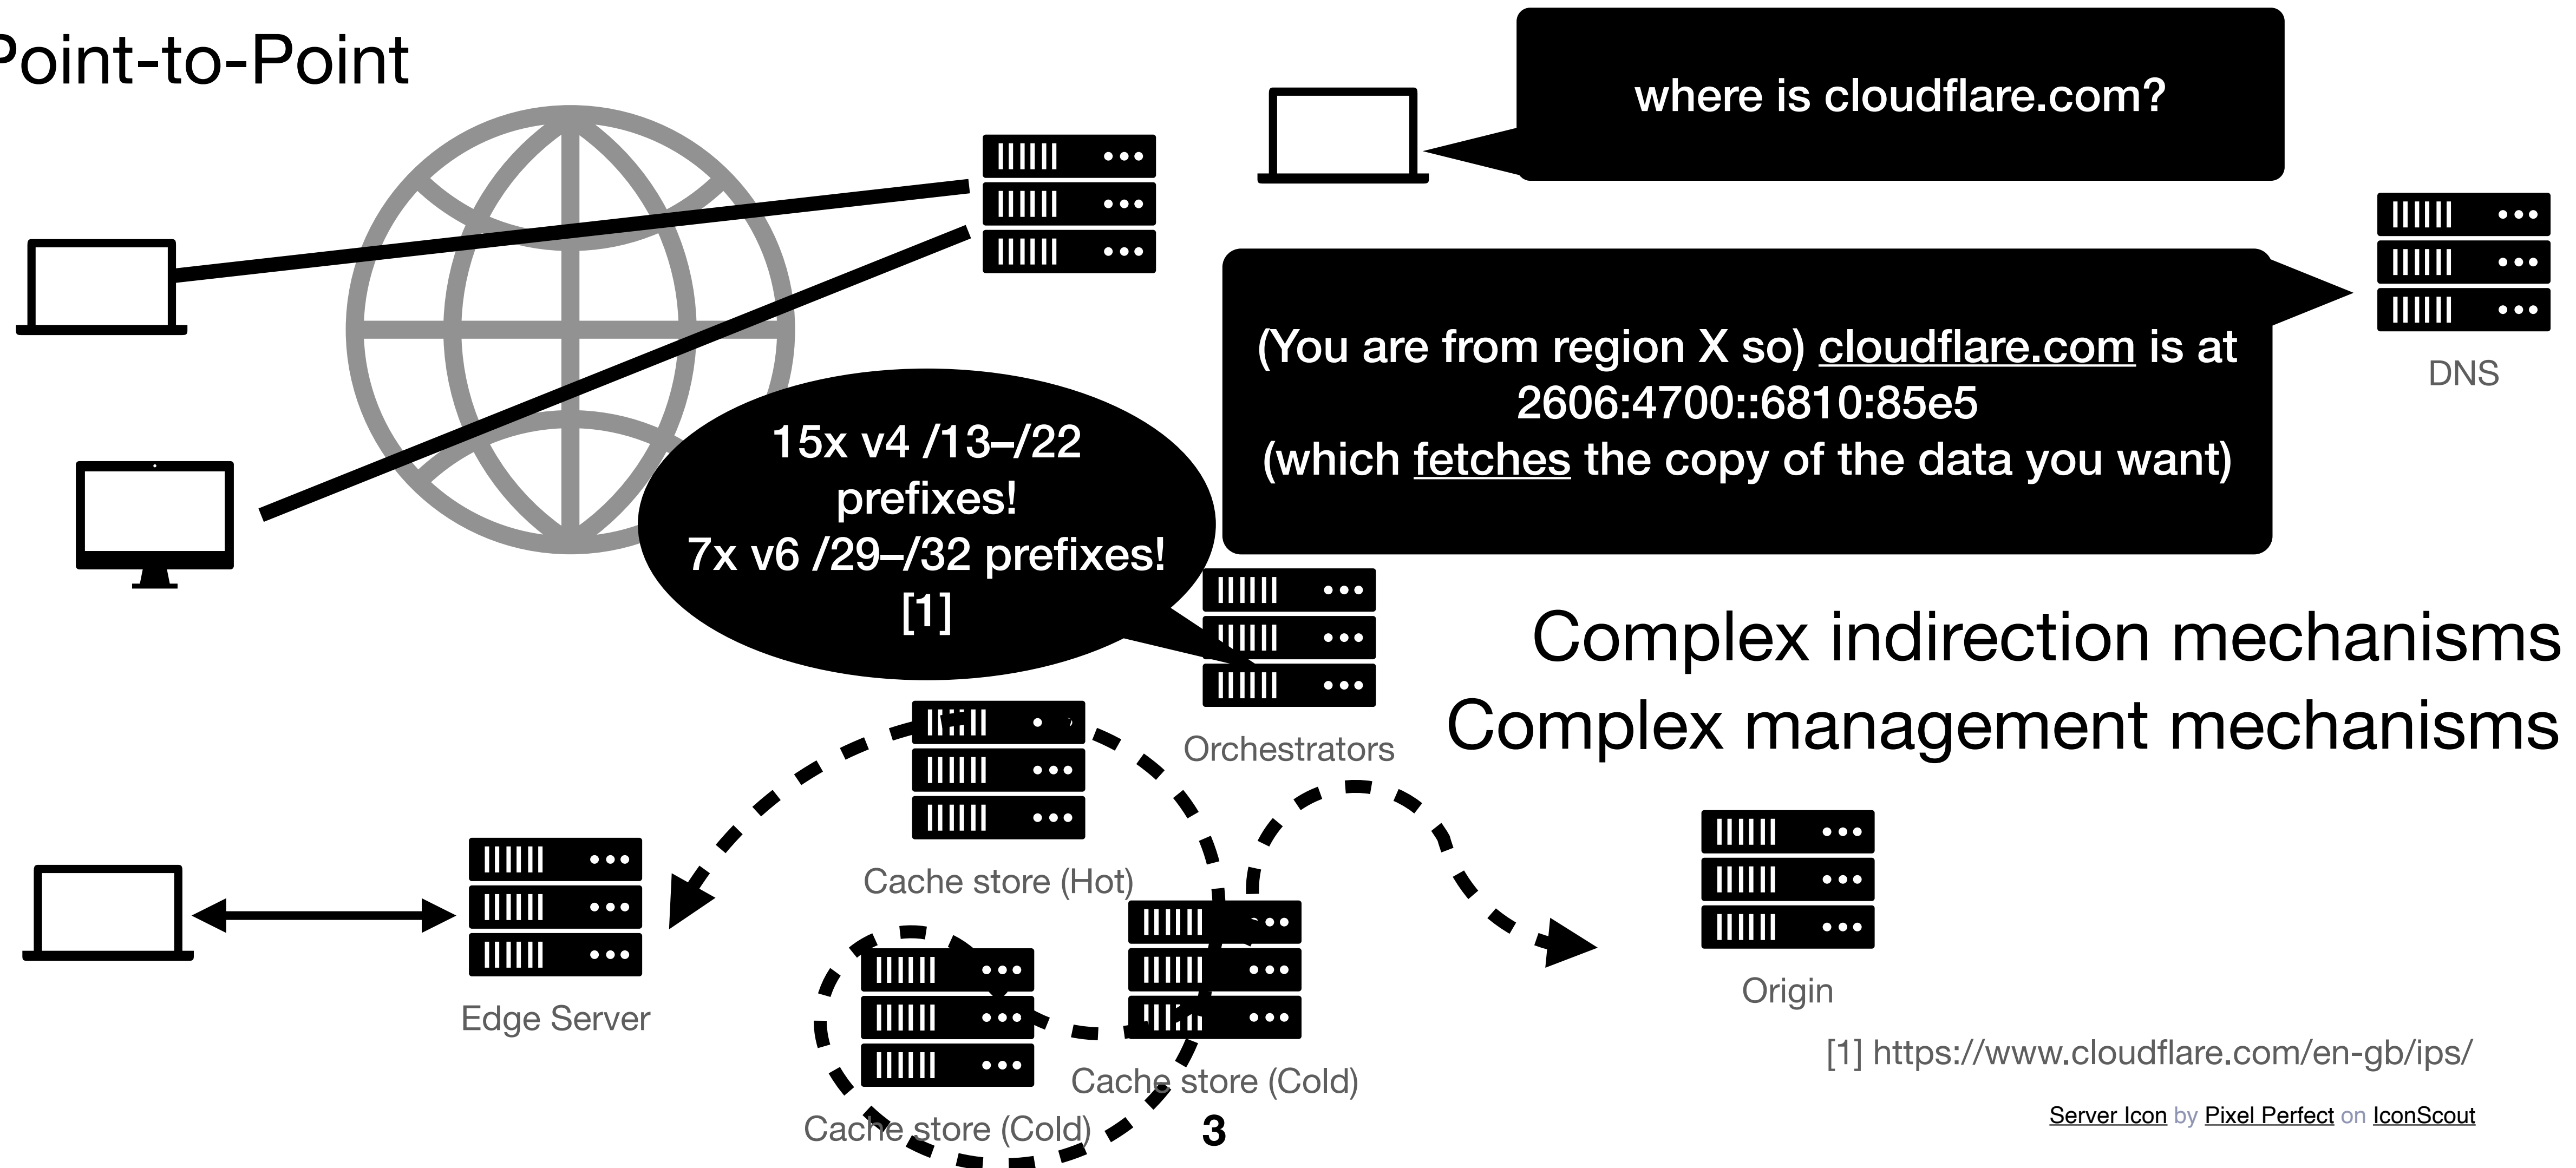 Point-to-Point
where is cloudflare.com?
(You are from region X so) cloudflare.com is at
2606:4700::6810:85e5
(which fetches the copy of the data you want)
DNS
15x v4 /13–/22
prefixes!
7x v6 /29–/32 prefixes!
[1]
Complex indirection mechanisms
Complex management mechanisms
Orchestrators
Cache store (Hot)
Edge Server
Cache store (Cold)
Cache store (Cold)
Origin
[1] https://www.cloudflare.com/en-gb/ips/
3
Server Icon by Pixel Perfect on IconScout